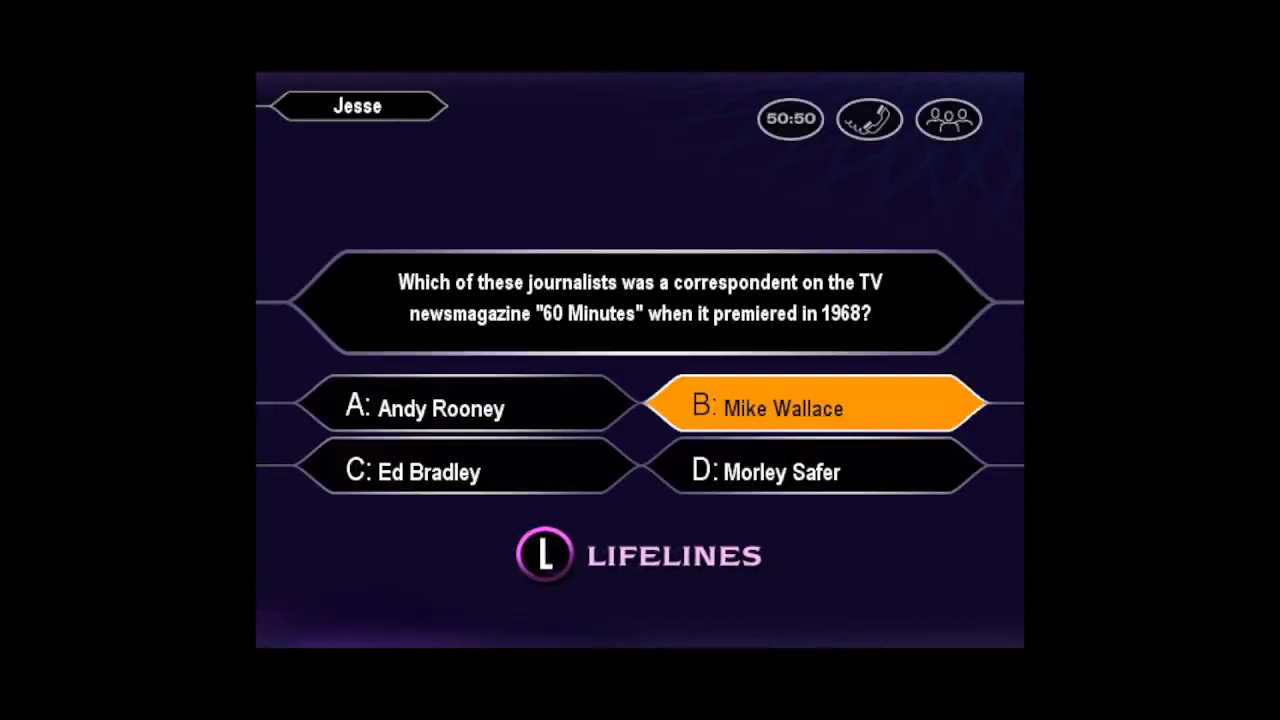 Jesse
50:50
Which of these journalists was a correspondent on the TV
newsmagazine "60 Minutes" when it premiered in 1968?
A: Andy Rooney
B: Mike Wallace
C: Ed Bradley
D: Morley Safer
L LIFELINES